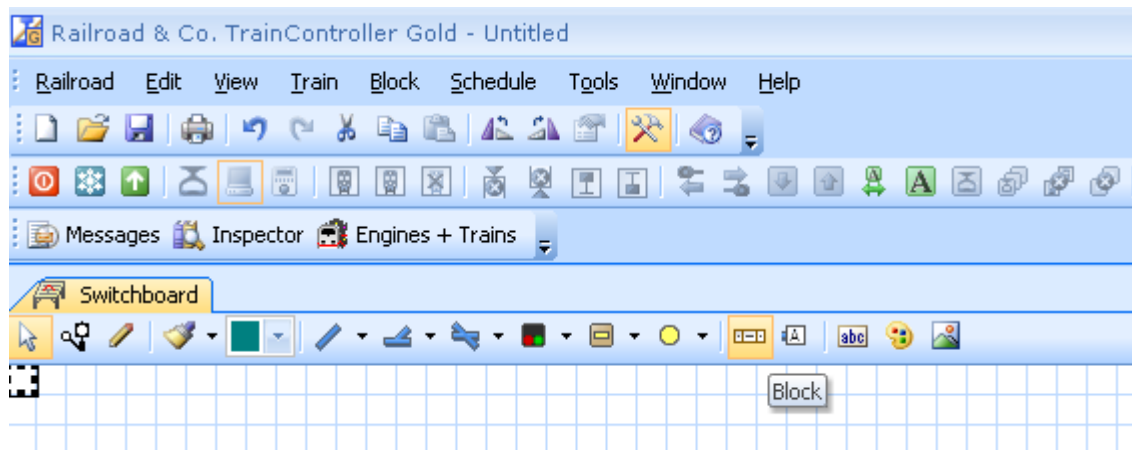 Railroad & Co. TrainController Gold - Untitled
Railroad Edit View Train Block Schedule Tools Window Help
Messages Inspector Engines + Trains
Switchboard
A abc
Block